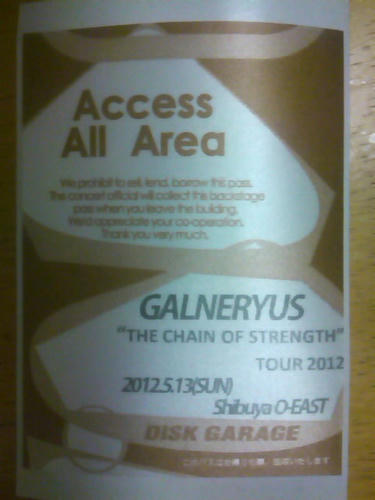 Access
All Area
We prohibit to sell, lend, borrow this pass.
The concert official will collect this backstage
pass when you leave the building.
We'd appreciate your co-operation.
Thank you very much.
GALNERYUS
"THE CHAIN OF STRENGTH"
TOUR 2012
2012.5.13(SUN)
Shibuya O-EAST
DISK GARAGE